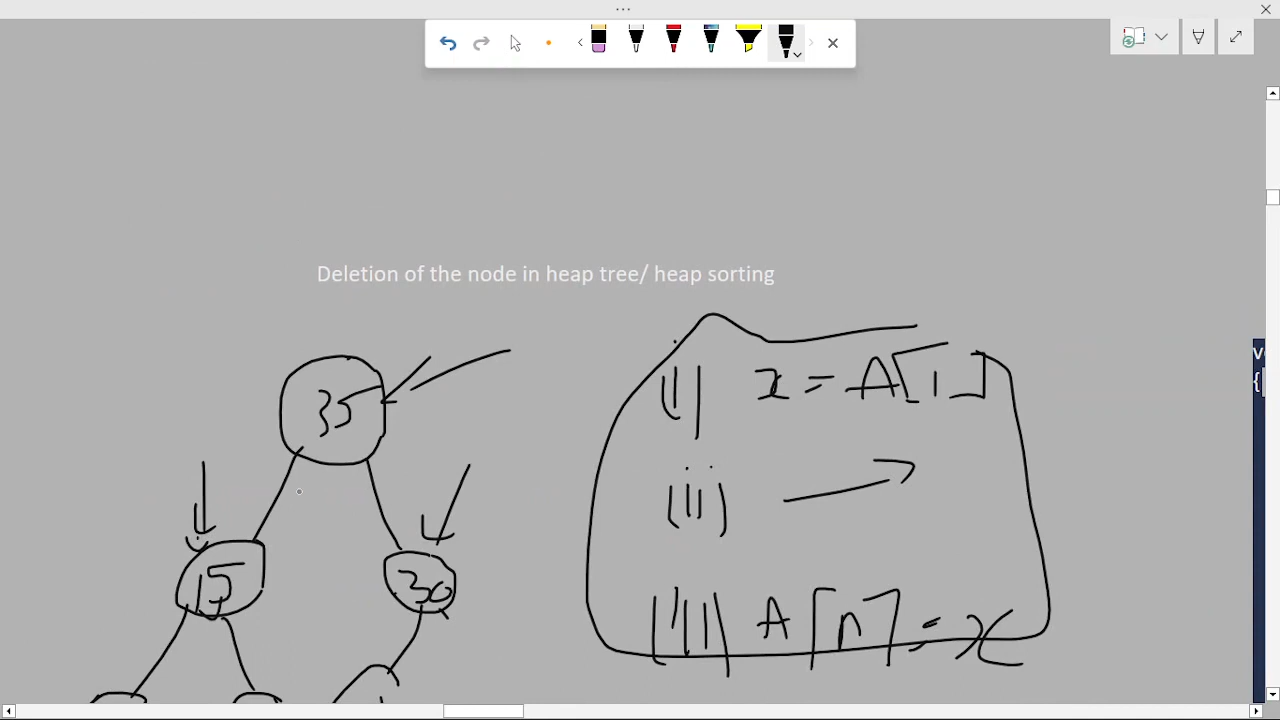 Deletion of the node in heap tree/ heap sorting
35
15
30
(i) x = A[1]
(ii)
(iii) A[n] = x
v
{